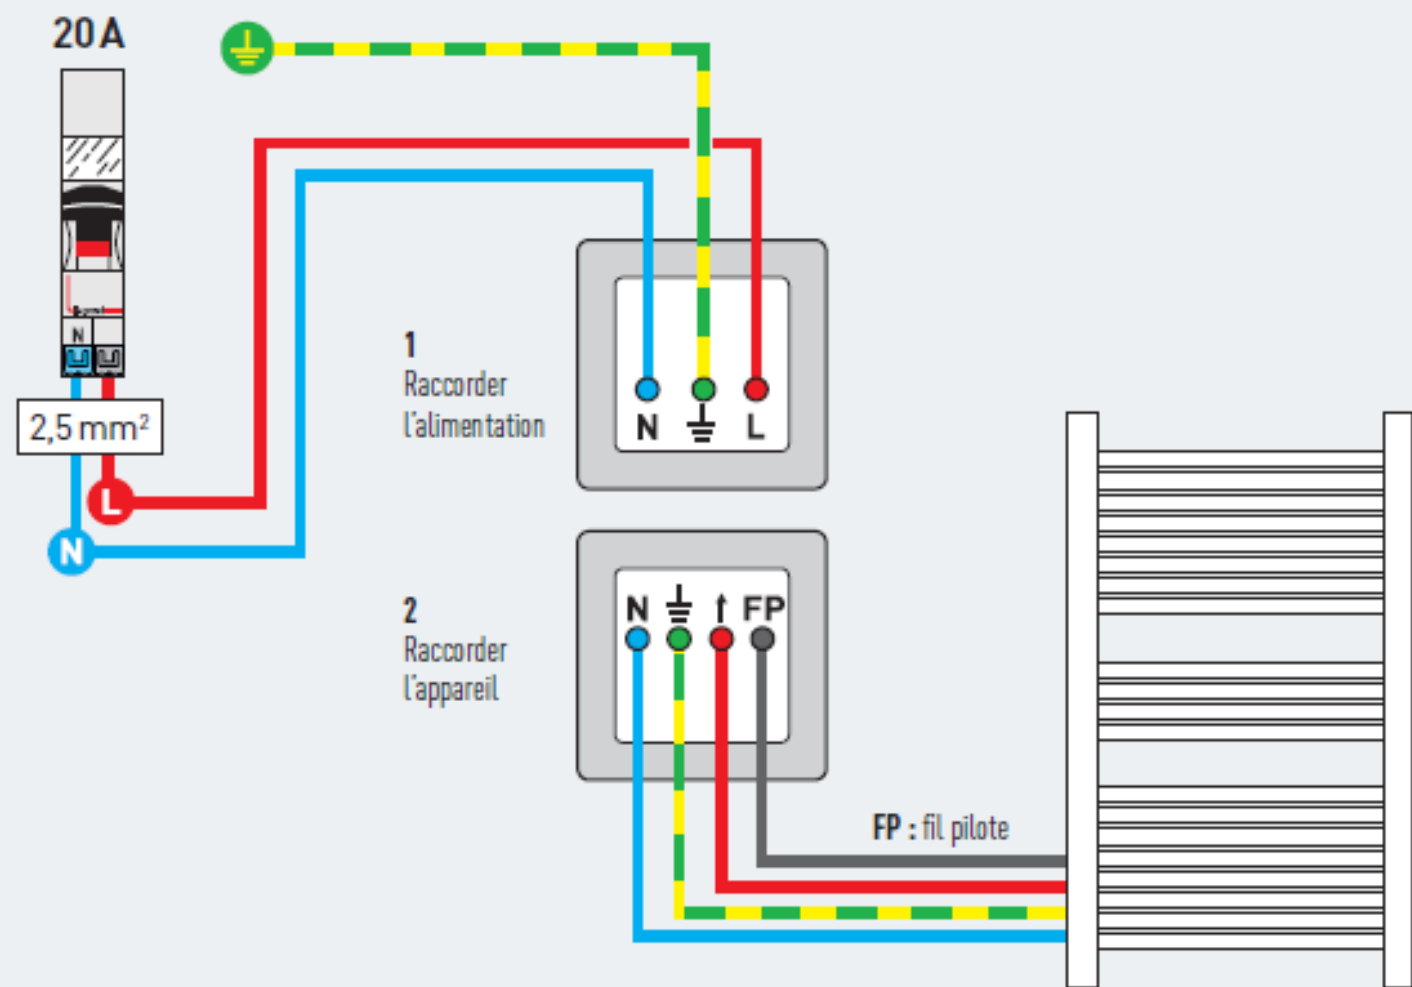 20 A
N
2,5 mm²
L
N
1
Raccorder
l'alimentation
N L
2
Raccorder
l'appareil
N FP
FP : fil pilote